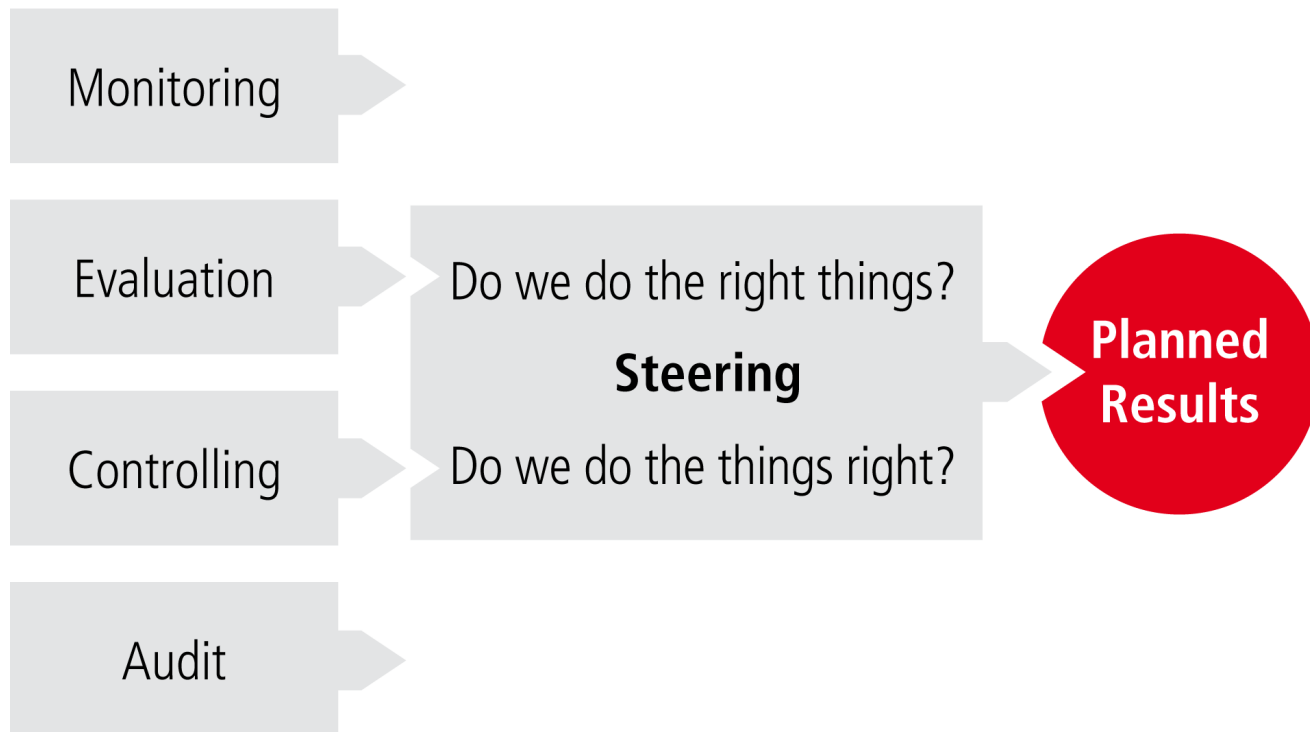 Monitoring
Evaluation
Controlling
Audit
Do we do the right things?
Steering
Do we do the things right?
Planned
Results